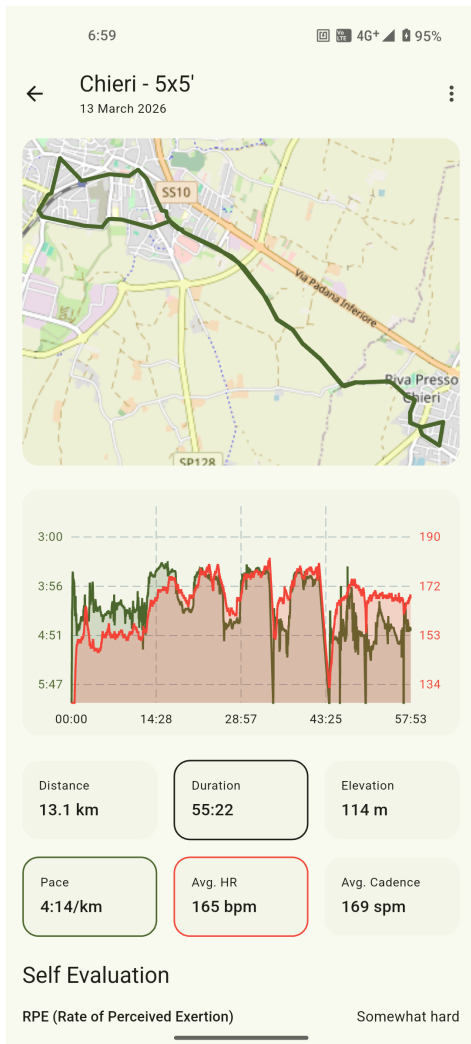 6:59
Vo LTE 4G+ 95%
Chieri - 5x5'
13 March 2026
SS10
Via Padana Inferiore
Riva Presso
Chieri
SP128
3:00 190
3:56 172
4:51 153
5:47 134
00:00 14:28 28:57 43:25 57:53
Distance Duration Elevation
13.1 km 55:22 114 m
Pace Avg. HR Avg. Cadence
4:14/km 165 bpm 169 spm
Self Evaluation
RPE (Rate of Perceived Exertion) Somewhat hard